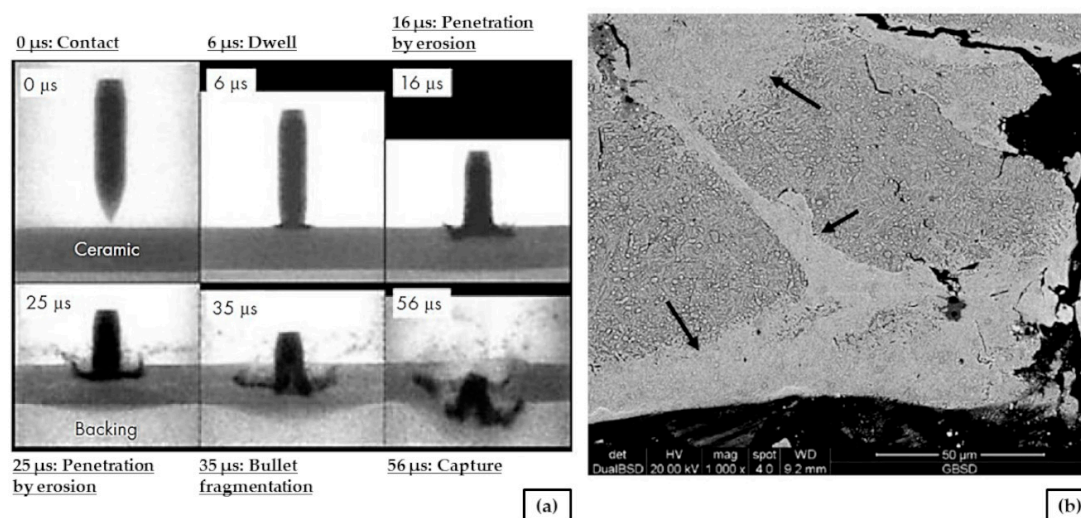 0 µs: Contact
6 µs: Dwell
16 µs: Penetration
by erosion
0 µs
6 µs
16 µs
Ceramic
25 µs
35 µs
56 µs
Backing
25 µs: Penetration
by erosion
35 µs: Bullet
fragmentation
56 µs: Capture
(a)
det HV mag spot WD
DualBSD 20.00 kV 1 000 x 4.0 9.2 mm
50 µm
GBSD
(b)